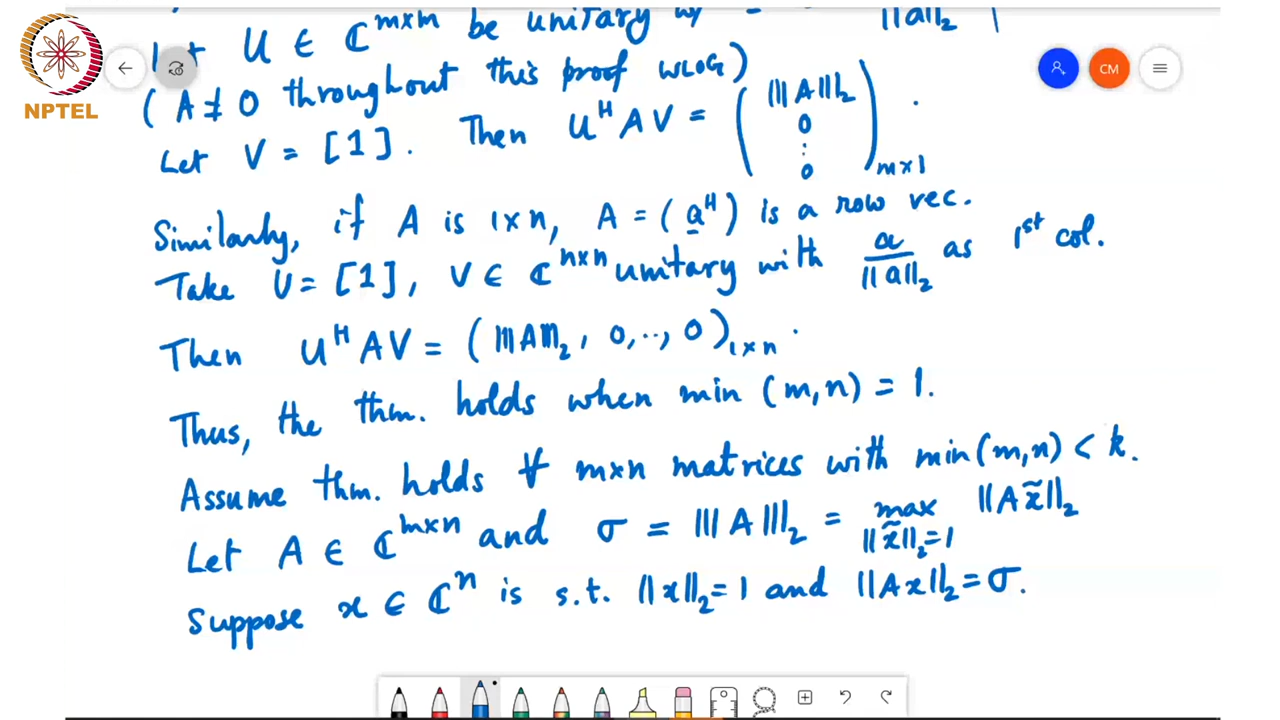 Let U ∈ ℂ^{m×m} be unitary w/ ‖a‖₂
(A ≠ 0 throughout this proof WLOG)
Let V = [1]. Then U^H A V = ( |||A|||₂ 0 ⋮ 0 )_{m×1} .
Similarly, if A is 1×n, A = (a^H) is a row vec.
Take U = [1], V ∈ ℂ^{n×n} unitary with a/‖a‖₂ as 1st col.
Then U^H A V = (|||A|||₂, 0, .., 0)_{1×n} .
Thus, the thm. holds when min (m,n) = 1.
Assume thm. holds ∀ m×n matrices with min(m,n) < k.
Let A ∈ ℂ^{m×n} and σ = |||A|||₂ = max_{‖x̃‖₂=1} ‖Ax̃‖₂
Suppose x ∈ ℂ^n is s.t. ‖x‖₂ = 1 and ‖Ax‖₂ = σ.
NPTEL
CM